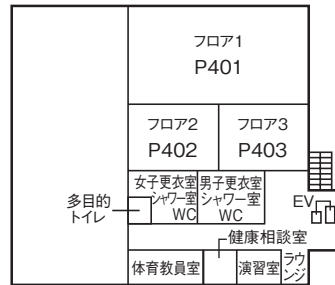 フロア1
P401
フロア2
P402
フロア3
P403
女子更衣室
シャワー室
WC
男子更衣室
シャワー室
WC
多目的
トイレ
EV
健康相談室
体育教員室
演習室
ラウ
ンジ